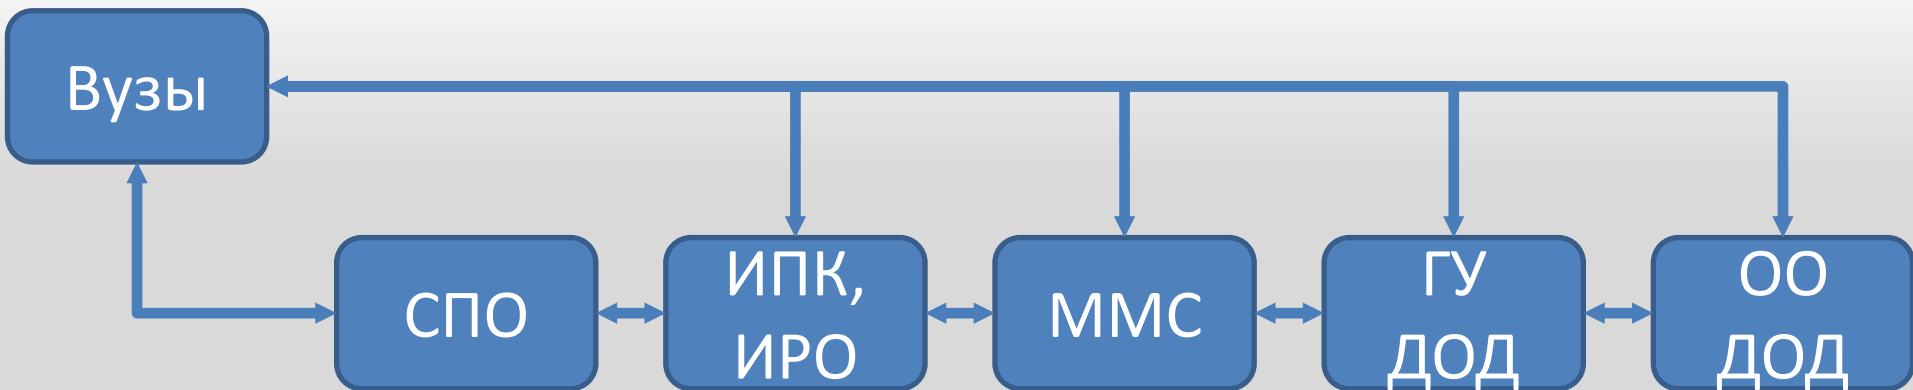 Вузы
СПО
ИПК,
ИРО
ММС
ГУ
ДОД
ОО
ДОД